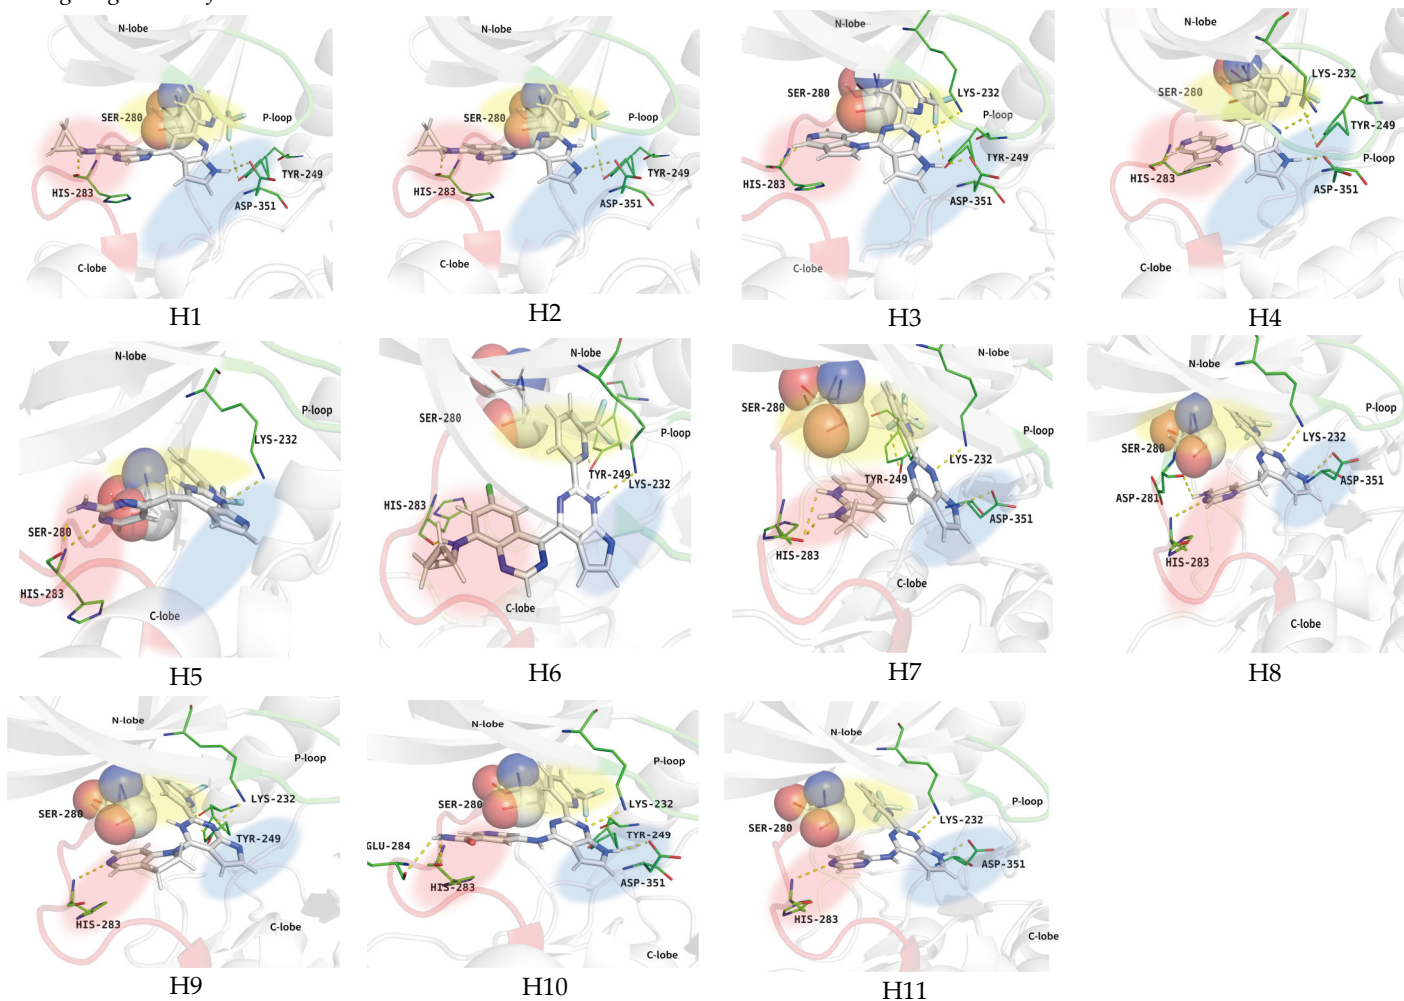 N-lobe
SER-280
P-loop
HIS-283
TYR-249
ASP-351
C-lobe
H1
N-lobe
SER-280
P-loop
HIS-283
TYR-249
ASP-351
C-lobe
H2
N-lobe
SER-280
LYS-232
P-loop
TYR-249
HIS-283
ASP-351
C-lobe
H3
N-lobe
LYS-232
SER-280
TYR-249
P-loop
HIS-283
ASP-351
C-lobe
H4
N-lobe
P-loop
LYS-232
SER-280
HIS-283
C-lobe
H5
N-lobe
SER-280
P-loop
TYR-249
LYS-232
HIS-283
C-lobe
H6
N-lobe
SER-280
P-loop
LYS-232
TYR-249
ASP-351
HIS-283
C-lobe
H7
N-lobe
P-loop
LYS-232
SER-280
ASP-351
ASP-281
HIS-283
C-lobe
H8
N-lobe
P-loop
LYS-232
SER-280
TYR-249
HIS-283
C-lobe
H9
N-lobe
P-loop
SER-280
LYS-232
TYR-249
GLU-284
HIS-283
ASP-351
C-lobe
H10
N-lobe
P-loop
LYS-232
SER-280
ASP-351
HIS-283
C-lobe
H11